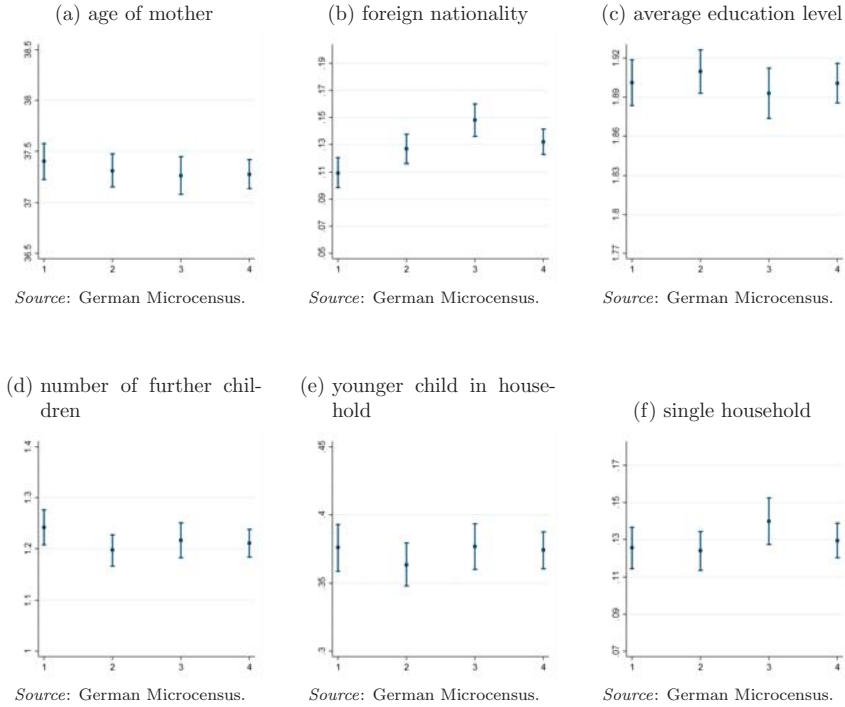 (a) age of mother
38.5
38
37.5
37
36.5
1 2 3 4
Source: German Microcensus.
(b) foreign nationality
.19
.17
.15
.13
.11
.09
.07
.05
1 2 3 4
Source: German Microcensus.
(c) average education level
1.92
1.89
1.86
1.83
1.8
1.77
1 2 3 4
Source: German Microcensus.
(d) number of further chil-
dren
1.4
1.3
1.2
1.1
1
1 2 3 4
Source: German Microcensus.
(e) younger child in house-
hold
.45
.4
.35
.3
1 2 3 4
Source: German Microcensus.
(f) single household
.17
.15
.13
.11
.09
.07
1 2 3 4
Source: German Microcensus.